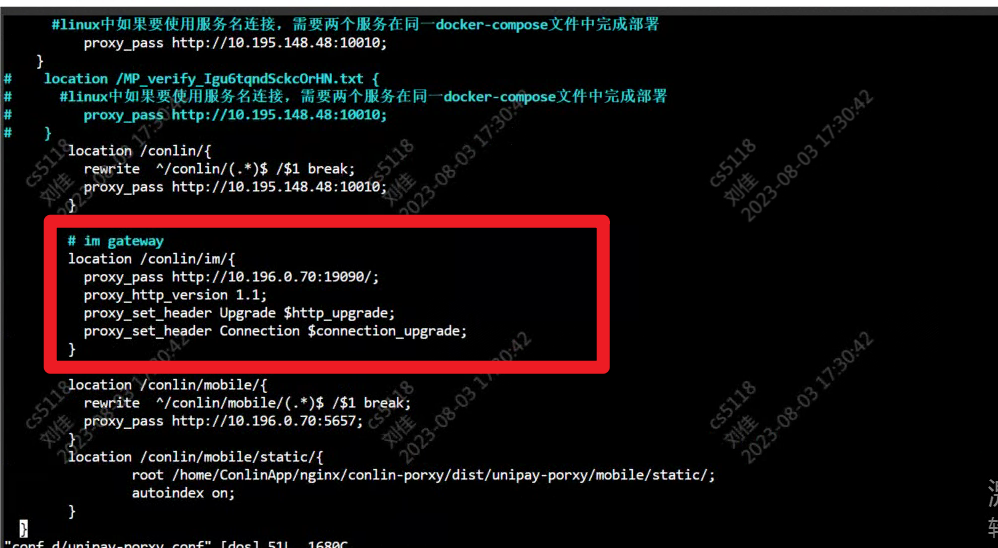 #linux中如果要使用服务名连接，需要两个服务在同一docker-compose文件中完成部署
proxy_pass http://10.195.148.48:10010;
}
# location /MP_verify_Igu6tqndSckcOrHN.txt {
# #linux中如果要使用服务名连接，需要两个服务在同一docker-compose文件中完成部署
# proxy_pass http://10.195.148.48:10010;
# }
location /conlin/{
rewrite ^/conlin/(.*)$ /$1 break;
proxy_pass http://10.195.148.48:10010;
}
# im gateway
location /conlin/im/{
proxy_pass http://10.196.0.70:19090/;
proxy_http_version 1.1;
proxy_set_header Upgrade $http_upgrade;
proxy_set_header Connection $connection_upgrade;
}
location /conlin/mobile/{
rewrite ^/conlin/mobile/(.*)$ /$1 break;
proxy_pass http://10.196.0.70:5657;
}
location /conlin/mobile/static/{
root /home/ConlinApp/nginx/conlin-porxy/dist/unipay-porxy/mobile/static/;
autoindex on;
}
}
"conf.d/unipay-porxy.conf" [dos] 51L, 1680C
cs5118
刘佳
2023-08-03 17:30:42
cs5118
刘佳
2023-08-03 17:30:42
cs5118
刘佳
2023-08-03 17:30:42
cs5118
刘佳
2023-08-03 17:30:42
cs5118
刘佳
2023-08-03 17:30:42
cs5118
刘佳
2023-08-03 17:30:42